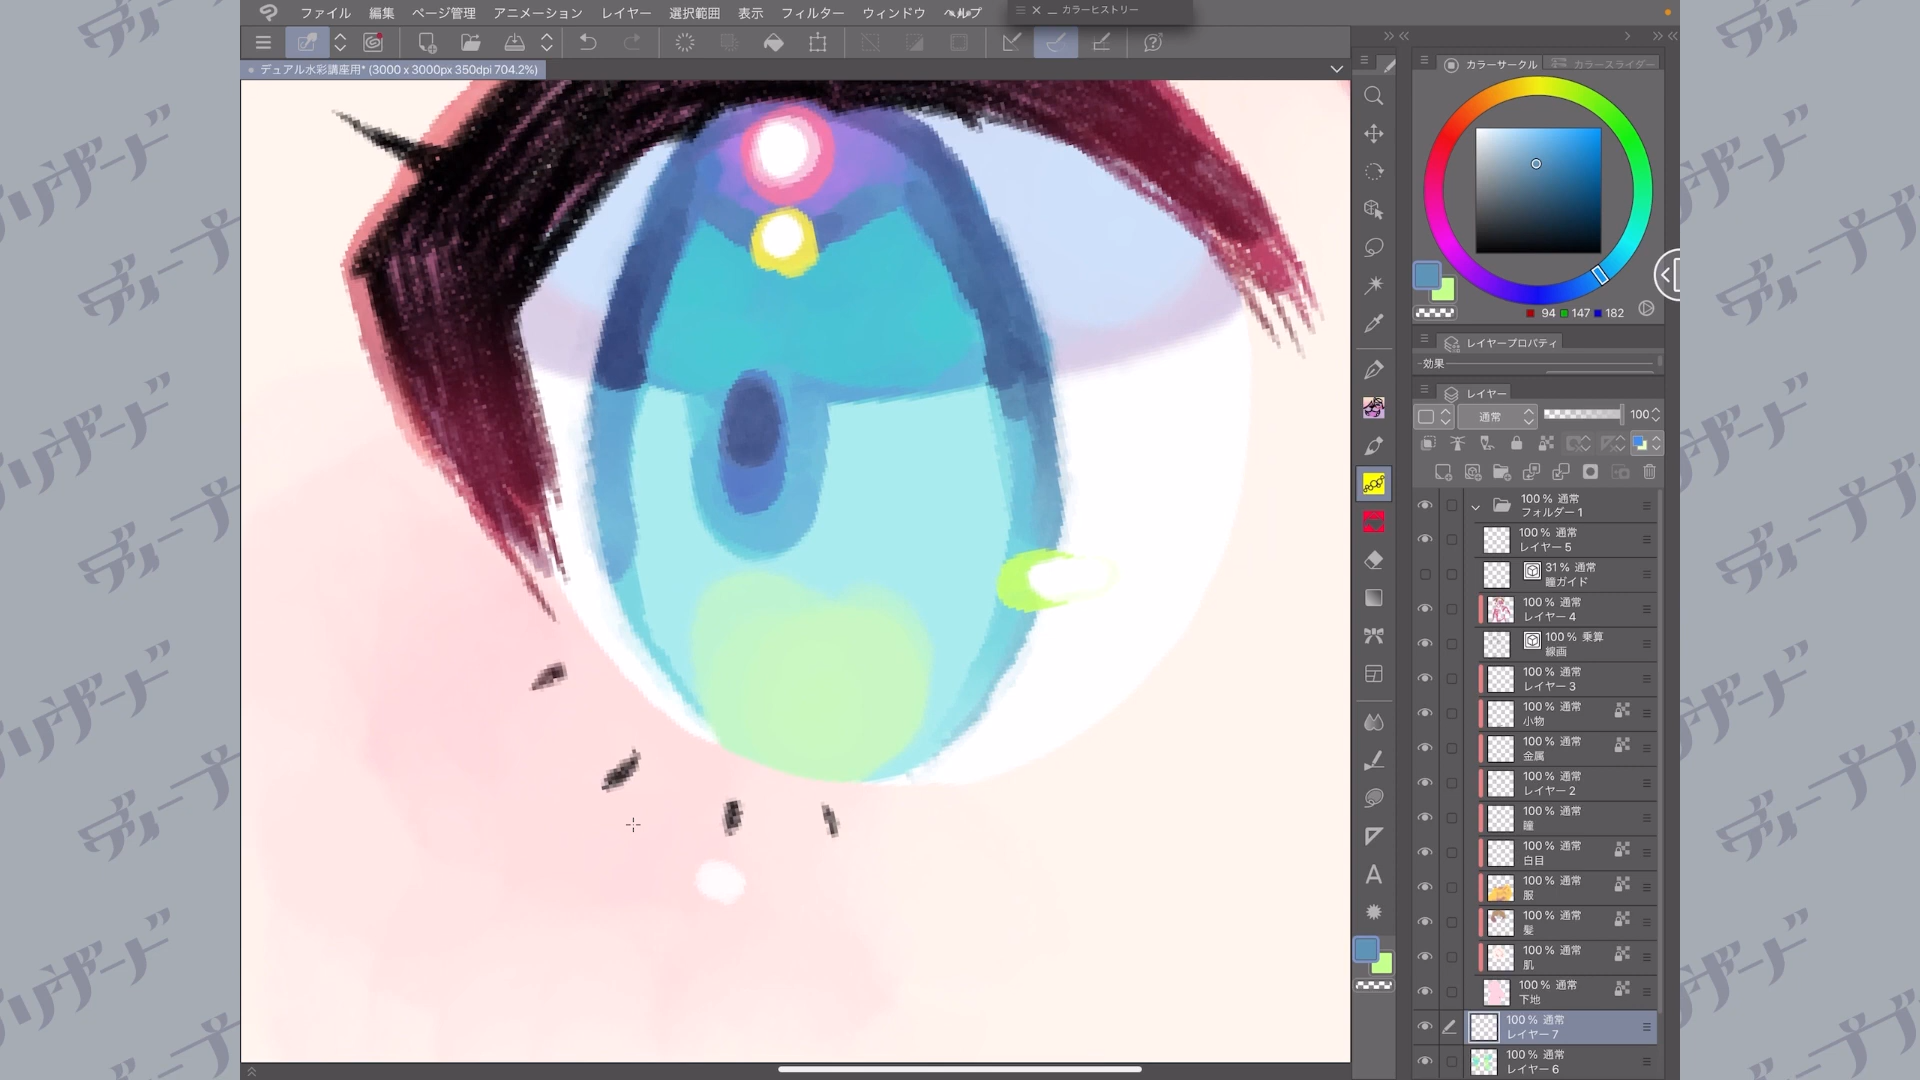 ファイル 編集 ページ管理 アニメーション レイヤー 選択範囲 表示 フィルター ウィンドウ ヘルプ
カラーヒストリー
デュアル水彩講座用* (3000 x 3000px 350dpi 704.2%)
カラーサークル カラースライダー
94 147 182
レイヤープロパティ
効果
レイヤー
通常 100
100 % 通常
フォルダー 1
100 % 通常
レイヤー 5
31 % 通常
瞳ガイド
100 % 通常
レイヤー 4
100 % 乗算
線画
100 % 通常
レイヤー 3
100 % 通常
小物
100 % 通常
金属
100 % 通常
レイヤー 2
100 % 通常
瞳
100 % 通常
白目
100 % 通常
服
100 % 通常
髪
100 % 通常
肌
100 % 通常
下地
100 % 通常
レイヤー 7
100 % 通常
レイヤー 6